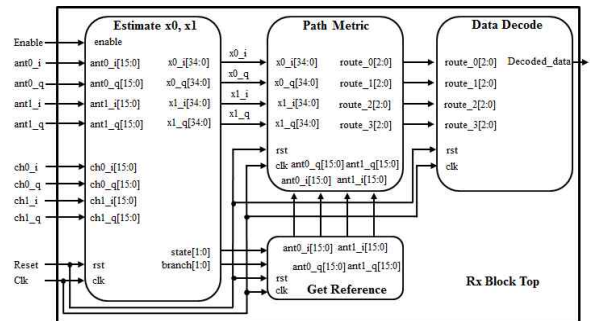 Estimate x0, x1
Path Metric
Data Decode
Enable
enable
ant0_i
ant0_i[15:0]
x0_i[34:0]
x0_i
x0_i[34:0]
route_0[2:0]
route_0[2:0]
Decoded_data
ant0_q
ant0_q[15:0]
x0_q[34:0]
x0_q
x0_q[34:0]
route_1[2:0]
route_1[2:0]
ant1_i
ant1_i[15:0]
x1_i[34:0]
x1_i
x1_i[34:0]
route_2[2:0]
route_2[2:0]
ant1_q
ant1_q[15:0]
x1_q[34:0]
x1_q
x1_q[34:0]
route_3[2:0]
route_3[2:0]
rst
rst
clk
ant0_q[15:0] ant1_q[15:0]
clk
ant0_i[15:0] ant1_i[15:0]
ch0_i
ch0_i[15:0]
ch0_q
ch0_q[15:0]
ch1_i
ch1_i[15:0]
ch1_q
ch1_q[15:0]
state[1:0]
ant0_i[15:0] ant1_i[15:0]
branch[1:0]
ant0_q[15:0] ant1_q[15:0]
Reset
rst
rst
Clk
clk
clk
Get Reference
Rx Block Top